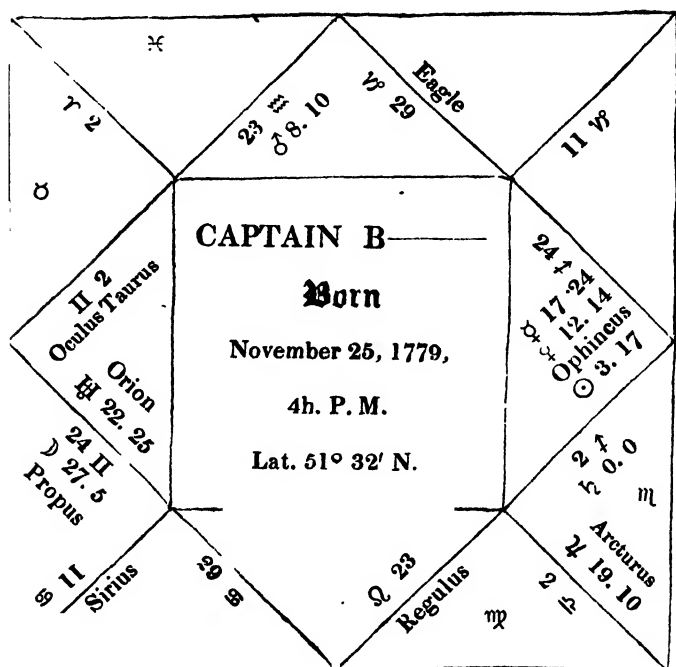 ♓
♈ 2
♉
23 ♒
♂ 8. 10
♑ 29
Eagle
11 ♑
CAPTAIN B——
Born
November 25, 1779,
4h. P. M.
Lat. 51° 32′ N.
♊ 2
Oculus Taurus
Orion
♅ 22. 25
24 ♊
☽ 27. 5
Propus
♋ 11
Sirius
29 ♋
♌ 23
Regulus
♍
2 ♎
24 ♐
17 · 24
☿ ♀ 12. 14
Ophincus
☉ 3. 17
2 ♐
♄ 0. 0
♏
Arcturus
♃ 19. 10